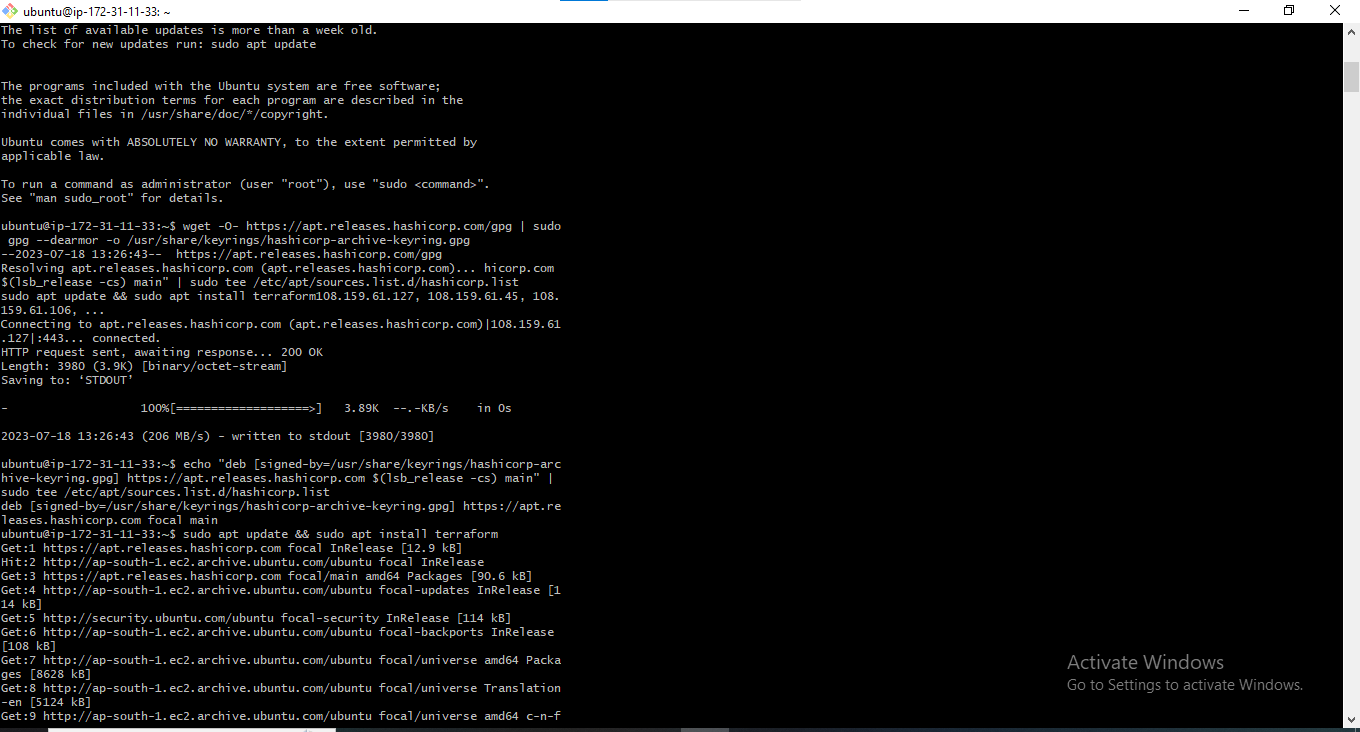 ubuntu@ip-172-31-11-33: ~
The list of available updates is more than a week old.
To check for new updates run: sudo apt update
The programs included with the Ubuntu system are free software;
the exact distribution terms for each program are described in the
individual files in /usr/share/doc/*/copyright.
Ubuntu comes with ABSOLUTELY NO WARRANTY, to the extent permitted by
applicable law.
To run a command as administrator (user "root"), use "sudo <command>".
See "man sudo_root" for details.
ubuntu@ip-172-31-11-33:~$ wget -O- https://apt.releases.hashicorp.com/gpg | sudo
 gpg --dearmor -o /usr/share/keyrings/hashicorp-archive-keyring.gpg
--2023-07-18 13:26:43--  https://apt.releases.hashicorp.com/gpg
Resolving apt.releases.hashicorp.com (apt.releases.hashicorp.com)... hicorp.com
$(lsb_release -cs) main" | sudo tee /etc/apt/sources.list.d/hashicorp.list
sudo apt update && sudo apt install terraform108.159.61.127, 108.159.61.45, 108.
159.61.106, ...
Connecting to apt.releases.hashicorp.com (apt.releases.hashicorp.com)|108.159.61
.127|:443... connected.
HTTP request sent, awaiting response... 200 OK
Length: 3980 (3.9K) [binary/octet-stream]
Saving to: ‘STDOUT’
-                   100%[===================>]   3.89K  --.-KB/s    in 0s
2023-07-18 13:26:43 (206 MB/s) - written to stdout [3980/3980]
ubuntu@ip-172-31-11-33:~$ echo "deb [signed-by=/usr/share/keyrings/hashicorp-arc
hive-keyring.gpg] https://apt.releases.hashicorp.com $(lsb_release -cs) main" |
sudo tee /etc/apt/sources.list.d/hashicorp.list
deb [signed-by=/usr/share/keyrings/hashicorp-archive-keyring.gpg] https://apt.re
leases.hashicorp.com focal main
ubuntu@ip-172-31-11-33:~$ sudo apt update && sudo apt install terraform
Get:1 https://apt.releases.hashicorp.com focal InRelease [12.9 kB]
Hit:2 http://ap-south-1.ec2.archive.ubuntu.com/ubuntu focal InRelease
Get:3 https://apt.releases.hashicorp.com focal/main amd64 Packages [90.6 kB]
Get:4 http://ap-south-1.ec2.archive.ubuntu.com/ubuntu focal-updates InRelease [1
14 kB]
Get:5 http://security.ubuntu.com/ubuntu focal-security InRelease [114 kB]
Get:6 http://ap-south-1.ec2.archive.ubuntu.com/ubuntu focal-backports InRelease
[108 kB]
Get:7 http://ap-south-1.ec2.archive.ubuntu.com/ubuntu focal/universe amd64 Packa
ges [8628 kB]
Get:8 http://ap-south-1.ec2.archive.ubuntu.com/ubuntu focal/universe Translation
-en [5124 kB]
Get:9 http://ap-south-1.ec2.archive.ubuntu.com/ubuntu focal/universe amd64 c-n-f
Activate Windows
Go to Settings to activate Windows.